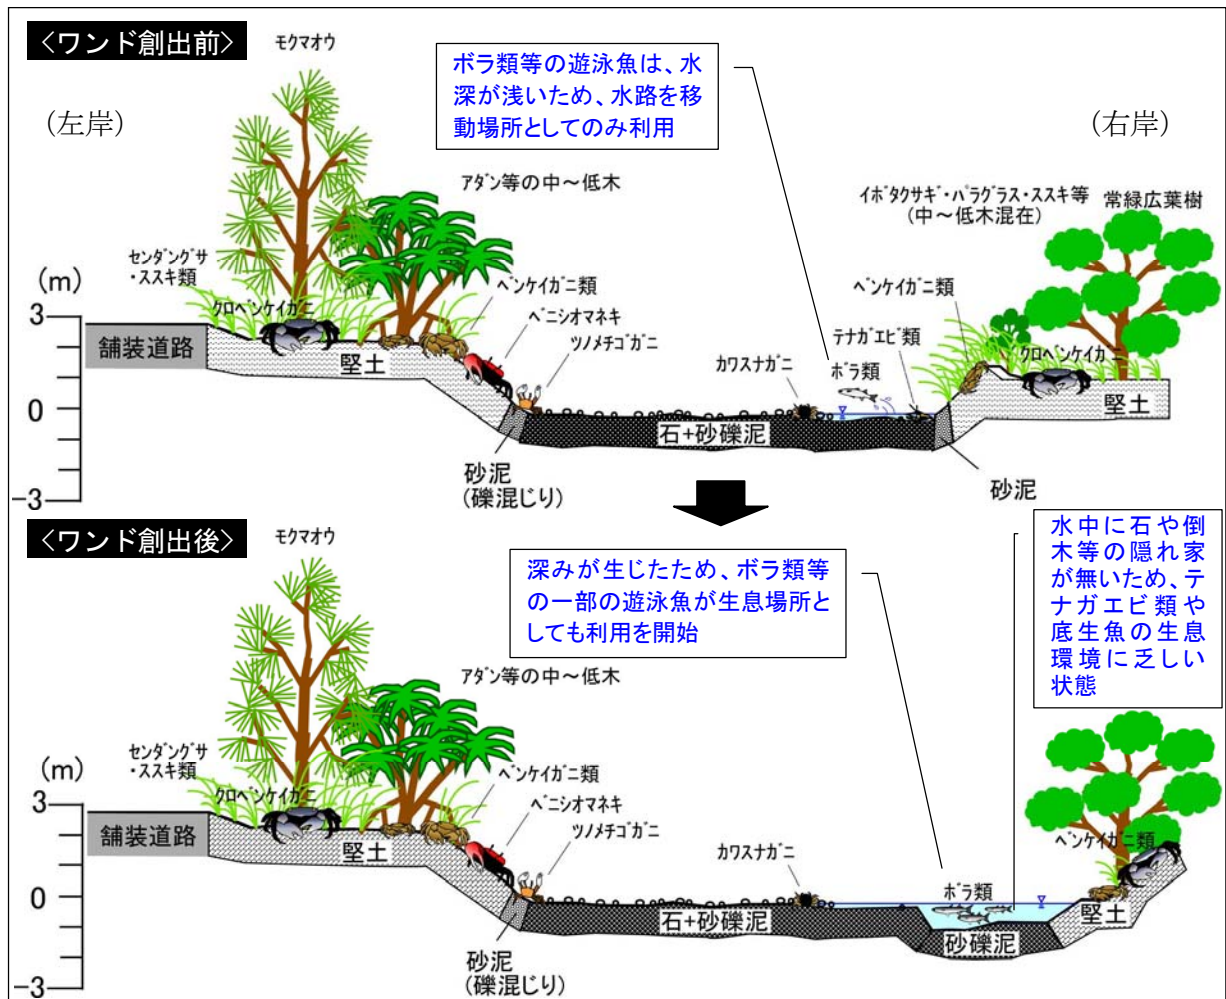 〈ワンド創出前〉
モクマオウ
(左岸)
ボラ類等の遊泳魚は、水
深が浅いため、水路を移
動場所としてのみ利用
(右岸)
アダン等の中～低木
イボタクサギ・パラグラス・ススキ等
(中～低木混在)
常緑広葉樹
センダングサ
・ススキ類
(m)
クロベンケイガニ
ベンケイガニ類
ベニシオマネキ
ツノメチゴガニ
ベンケイガニ類
テナガエビ類
ボラ類
カワスナガニ
クロベンケイガニ
3
舗装道路
堅土
堅土
0
石+砂礫泥
砂泥
(礫混じり)
砂泥
-3
〈ワンド創出後〉
モクマオウ
深みが生じたため、ボラ類等
の一部の遊泳魚が生息場所と
しても利用を開始
水中に石や倒
木等の隠れ家
が無いため、テ
ナガエビ類や
底生魚の生息
環境に乏しい
状態
アダン等の中～低木
センダングサ
・ススキ類
(m)
クロベンケイガニ
ベンケイガニ類
ベニシオマネキ
ツノメチゴガニ
カワスナガニ
ボラ類
ベンケイガニ類
3
舗装道路
堅土
堅土
0
石+砂礫泥
砂礫泥
砂泥
(礫混じり)
-3